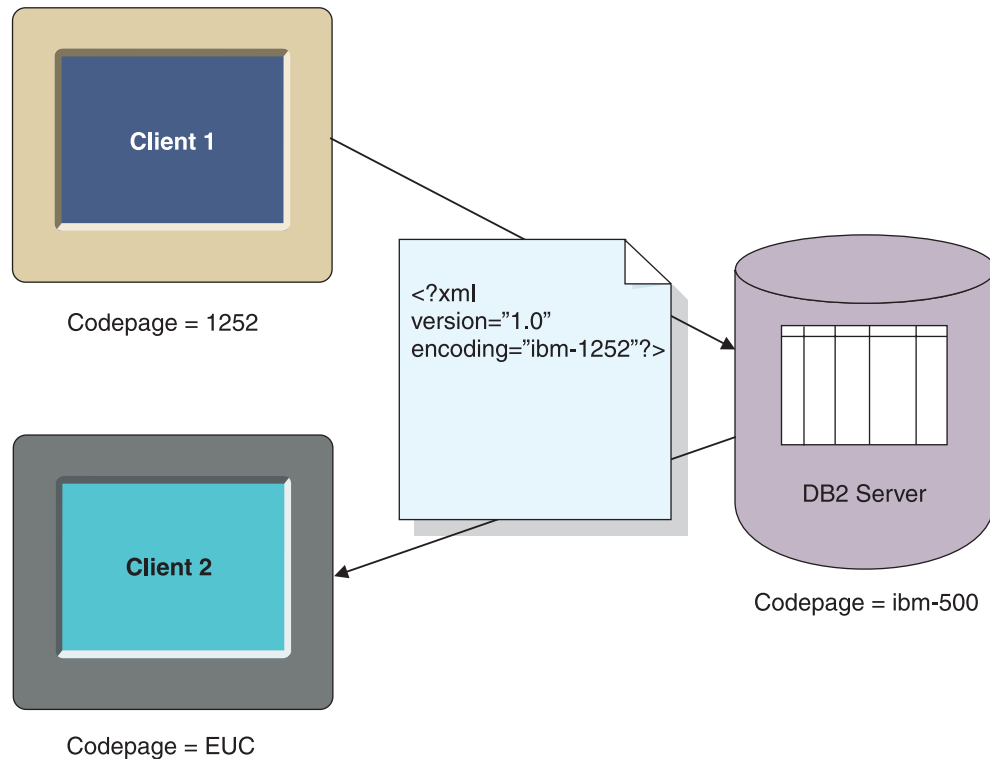 Client 1
Codepage = 1252
<?xml
version=”1.0”
encoding=”ibm-1252”?>
DB2 Server
Codepage = ibm-500
Client 2
Codepage = EUC